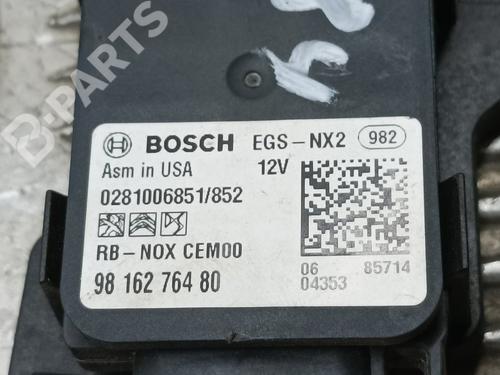 B-PARTS
BOSCH EGS-NX2 982
Asm in USA 12V
0281006851/852
RB-NOX CEM00
98 162 764 80
06 85714
04353